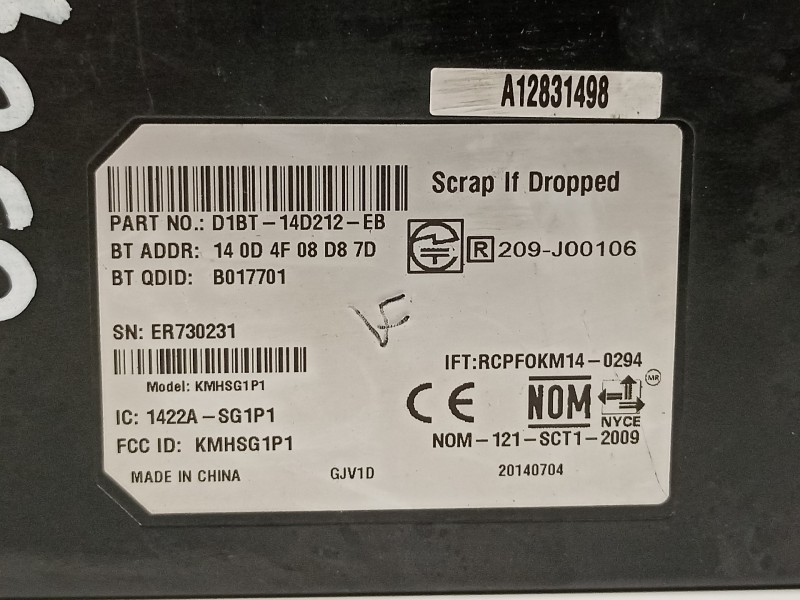 A12831498
Scrap If Dropped
PART NO.: D1BT-14D212-EB
BT ADDR: 14 0D 4F 08 D8 7D
R 209-J00106
BT QDID: B017701
SN: ER730231
IFT:RCPFOKM14-0294
Model: KMHSG1P1
CE
NOM
MR
NYCE
IC: 1422A-SG1P1
NOM-121-SCT1-2009
FCC ID: KMHSG1P1
MADE IN CHINA
GJV1D
20140704